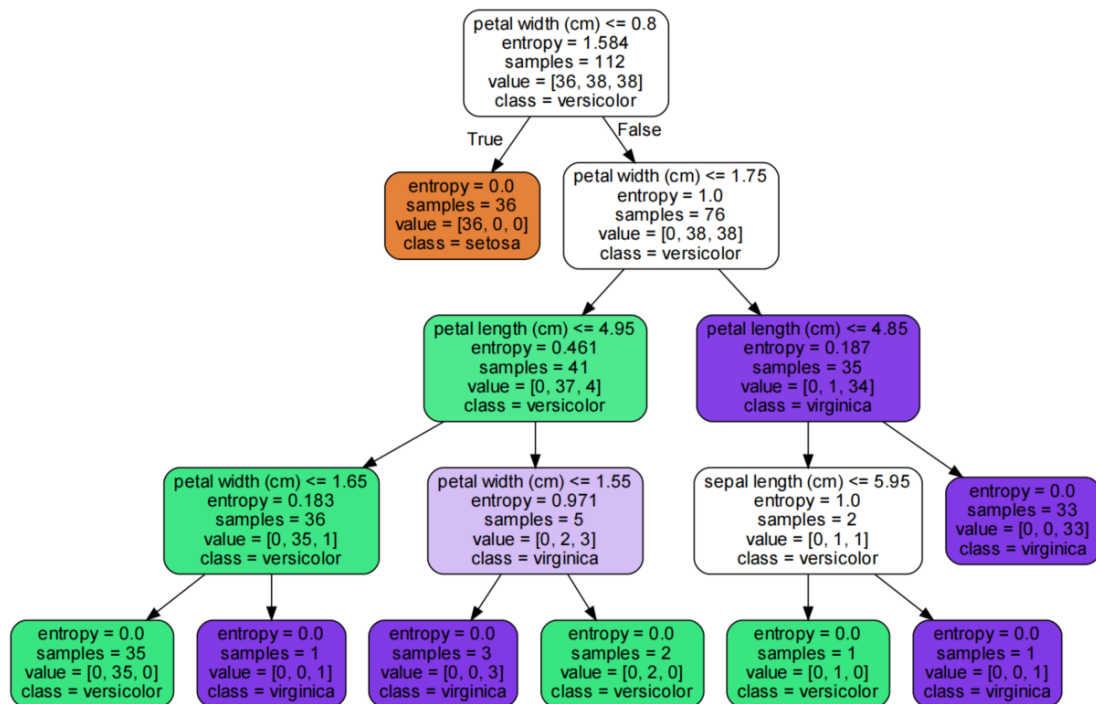 petal width (cm) <= 0.8
entropy = 1.584
samples = 112
value = [36, 38, 38]
class = versicolor
True
False
entropy = 0.0
samples = 36
value = [36, 0, 0]
class = setosa
petal width (cm) <= 1.75
entropy = 1.0
samples = 76
value = [0, 38, 38]
class = versicolor
petal length (cm) <= 4.95
entropy = 0.461
samples = 41
value = [0, 37, 4]
class = versicolor
petal length (cm) <= 4.85
entropy = 0.187
samples = 35
value = [0, 1, 34]
class = virginica
petal width (cm) <= 1.65
entropy = 0.183
samples = 36
value = [0, 35, 1]
class = versicolor
petal width (cm) <= 1.55
entropy = 0.971
samples = 5
value = [0, 2, 3]
class = virginica
sepal length (cm) <= 5.95
entropy = 1.0
samples = 2
value = [0, 1, 1]
class = versicolor
entropy = 0.0
samples = 33
value = [0, 0, 33]
class = virginica
entropy = 0.0
samples = 35
value = [0, 35, 0]
class = versicolor
entropy = 0.0
samples = 1
value = [0, 0, 1]
class = virginica
entropy = 0.0
samples = 3
value = [0, 0, 3]
class = virginica
entropy = 0.0
samples = 2
value = [0, 2, 0]
class = versicolor
entropy = 0.0
samples = 1
value = [0, 1, 0]
class = versicolor
entropy = 0.0
samples = 1
value = [0, 0, 1]
class = virginica